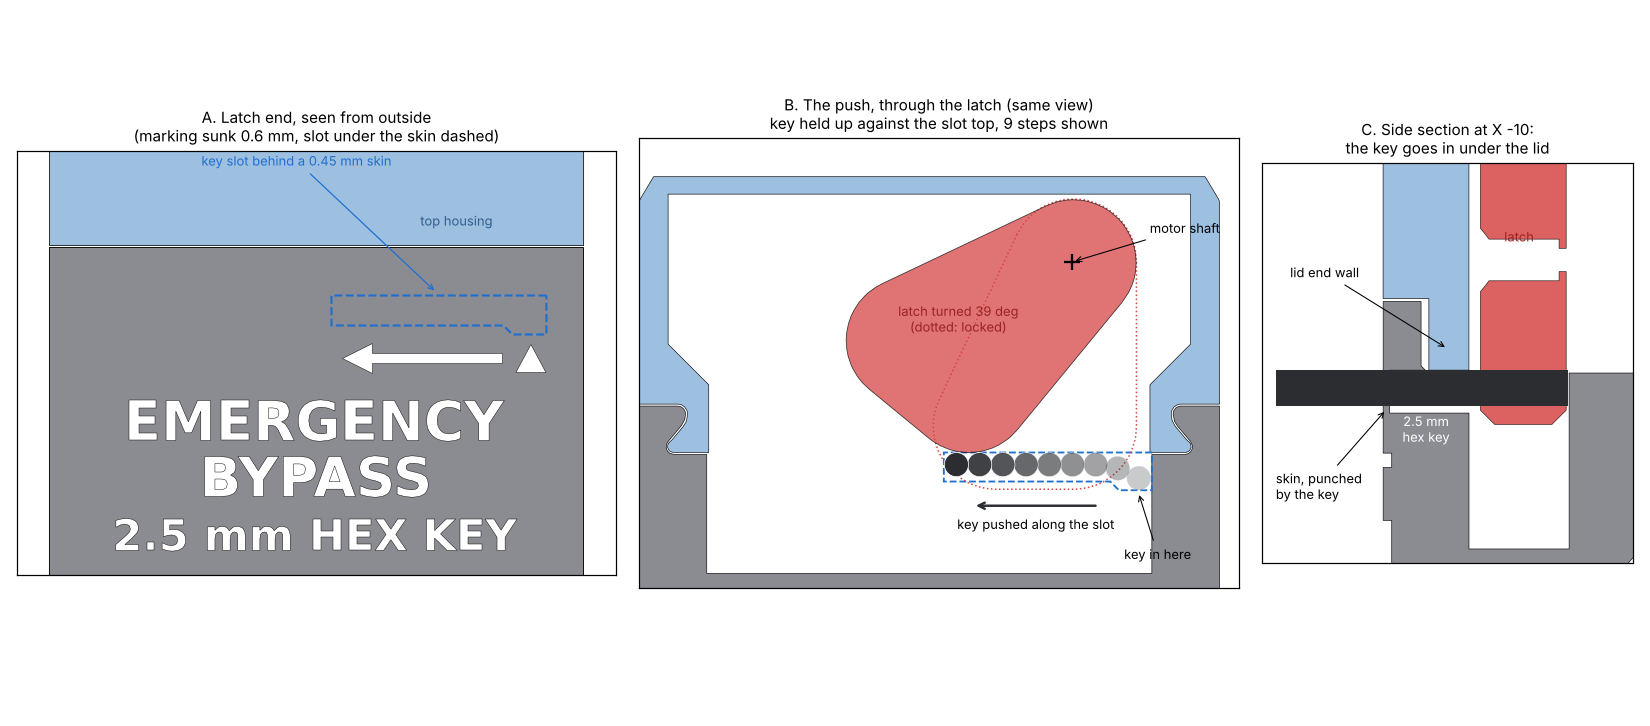 A. Latch end, seen from outside
(marking sunk 0.6 mm, slot under the skin dashed)
key slot behind a 0.45 mm skin
top housing
EMERGENCY
BYPASS
2.5 mm HEX KEY
B. The push, through the latch (same view)
key held up against the slot top, 9 steps shown
motor shaft
latch turned 39 deg
(dotted: locked)
key pushed along the slot
key in here
C. Side section at X -10:
the key goes in under the lid
latch
lid end wall
2.5 mm
hex key
skin, punched
by the key